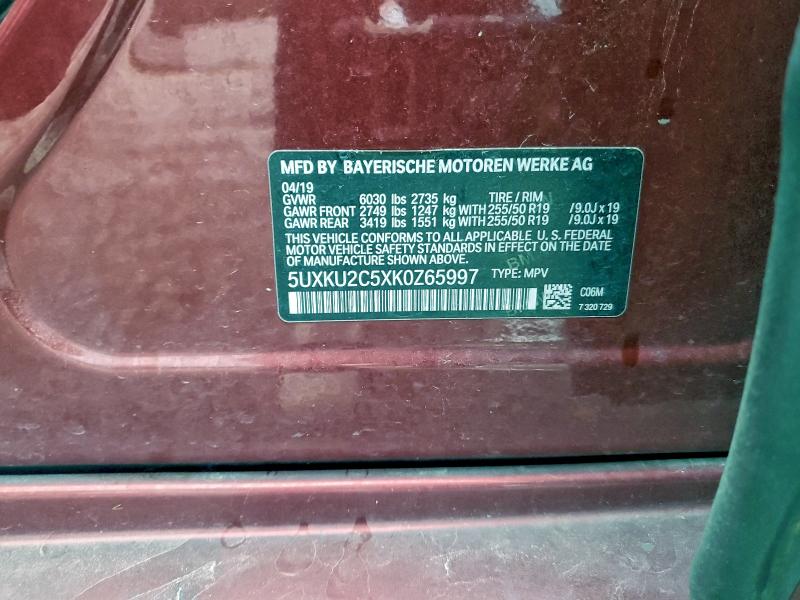 MFD BY BAYERISCHE MOTOREN WERKE AG
04/19
GVWR 6030 lbs 2735 kg TIRE / RIM
GAWR FRONT 2749 lbs 1247 kg WITH 255/50 R19 /9.0J x 19
GAWR REAR 3419 lbs 1551 kg WITH 255/50 R19 /9.0J x 19
THIS VEHICLE CONFORMS TO ALL APPLICABLE U. S. FEDERAL
MOTOR VEHICLE SAFETY STANDARDS IN EFFECT ON THE DATE
OF MANUFACTURE SHOWN ABOVE.
5UXKU2C5XK0Z65997 TYPE: MPV
C06M
7 320 729